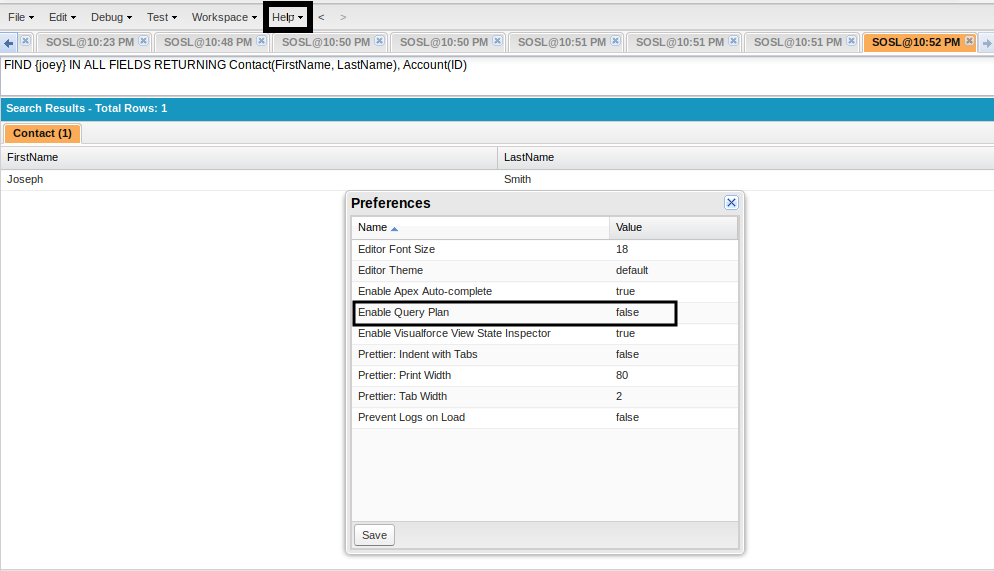 File Edit Debug Test Workspace Help < >
SOSL@10:23 PM SOSL@10:48 PM SOSL@10:50 PM SOSL@10:50 PM SOSL@10:51 PM SOSL@10:51 PM SOSL@10:51 PM SOSL@10:52 PM
FIND {joey} IN ALL FIELDS RETURNING Contact(FirstName, LastName), Account(ID)
Search Results - Total Rows: 1
Contact (1)
FirstName LastName
Joseph Smith
Preferences
Name Value
Editor Font Size 18
Editor Theme default
Enable Apex Auto-complete true
Enable Query Plan false
Enable Visualforce View State Inspector true
Prettier: Indent with Tabs false
Prettier: Print Width 80
Prettier: Tab Width 2
Prevent Logs on Load false
Save